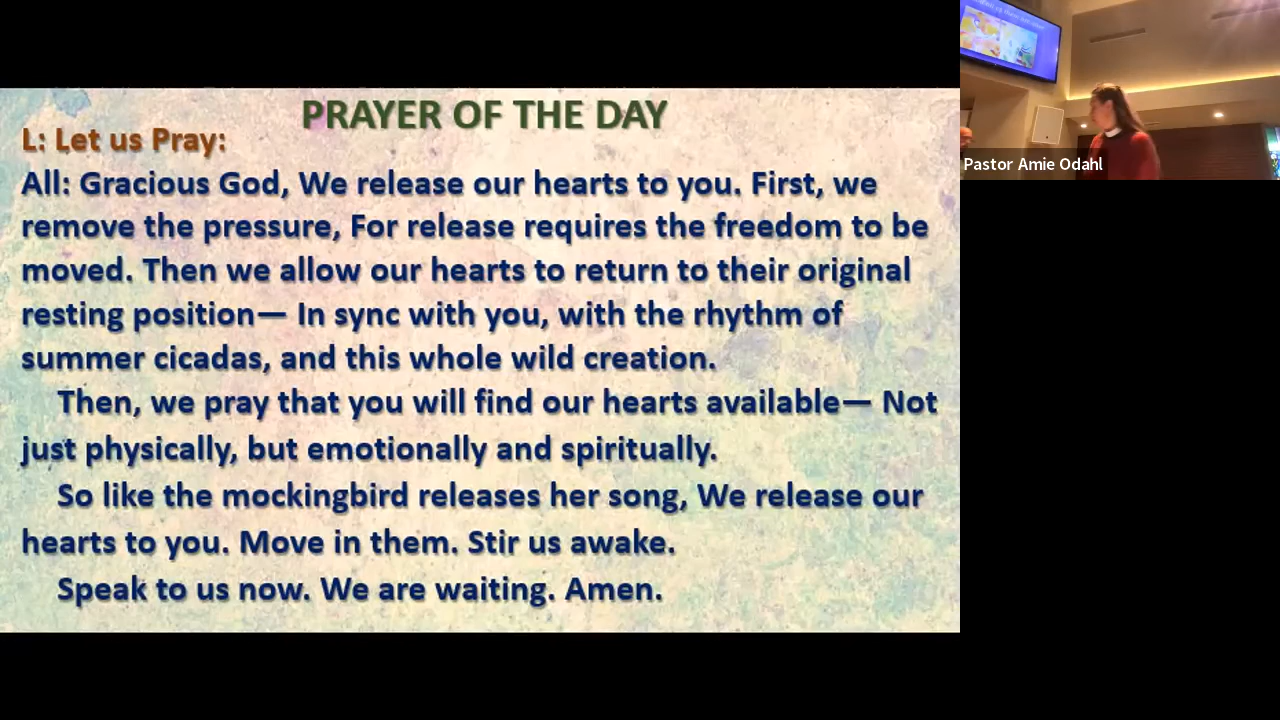 PRAYER OF THE DAY
L: Let us Pray:
All: Gracious God, We release our hearts to you. First, we
remove the pressure, For release requires the freedom to be
moved. Then we allow our hearts to return to their original
resting position— In sync with you, with the rhythm of
summer cicadas, and this whole wild creation.
Then, we pray that you will find our hearts available— Not
just physically, but emotionally and spiritually.
So like the mockingbird releases her song, We release our
hearts to you. Move in them. Stir us awake.
Speak to us now. We are waiting. Amen.
Pastor Amie Odahl